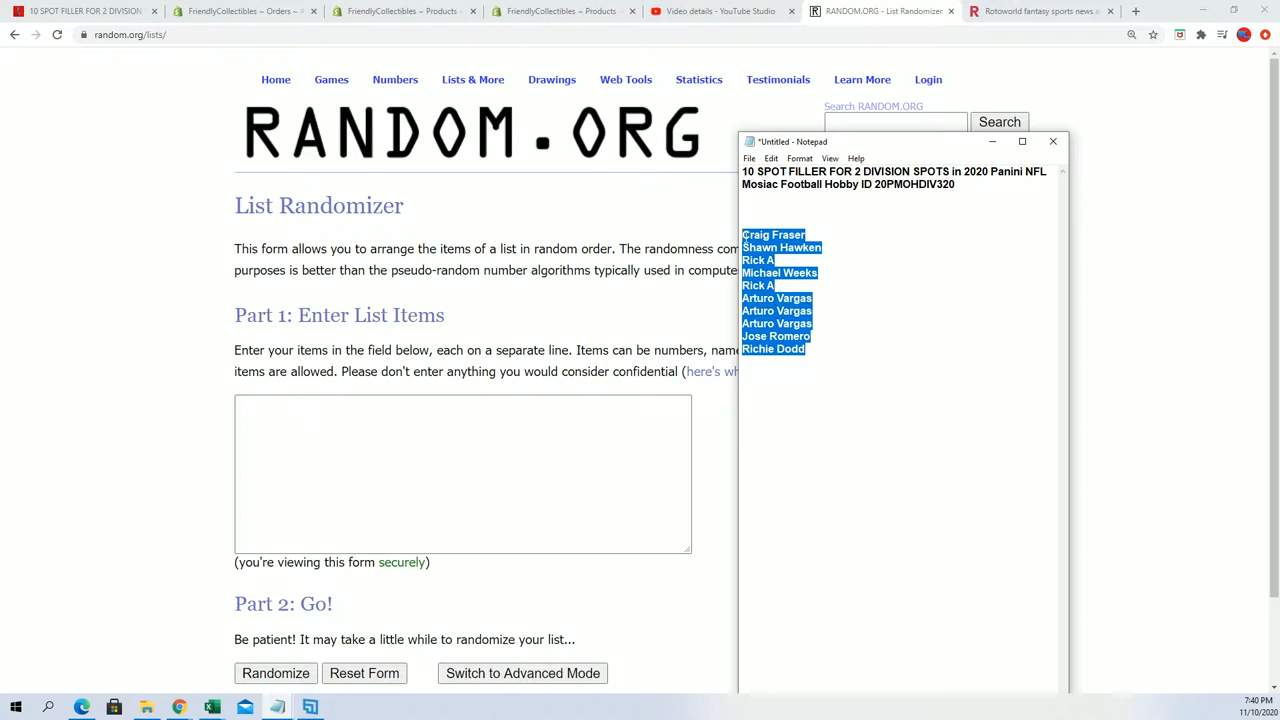 10 SPOT FILLER FOR 2 DIVISION
FriendlyCollectibles ~ Orders ~
FriendlyCollectibles ~ Products
FriendlyCollectibles ~ Products
Video details - YouTube Studio
RANDOM.ORG - List Randomizer
Rotoworld fantasy sports news
random.org/lists/
Home Games Numbers Lists & More Drawings Web Tools Statistics Testimonials Learn More Login
Search RANDOM.ORG
RANDOM.ORG
Search
*Untitled - Notepad
File Edit Format View Help
10 SPOT FILLER FOR 2 DIVISION SPOTS in 2020 Panini NFL
Mosiac Football Hobby ID 20PMOHDIV320
Craig Fraser
Shawn Hawken
Rick A
Michael Weeks
Rick A
Arturo Vargas
Arturo Vargas
Arturo Vargas
Jose Romero
Richie Dodd
List Randomizer
This form allows you to arrange the items of a list in random order. The randomness com
purposes is better than the pseudo-random number algorithms typically used in compute
Part 1: Enter List Items
Enter your items in the field below, each on a separate line. Items can be numbers, nam
items are allowed. Please don't enter anything you would consider confidential (here's wh
(you're viewing this form securely)
Part 2: Go!
Be patient! It may take a little while to randomize your list...
Randomize Reset Form Switch to Advanced Mode
7:40 PM
11/10/2020